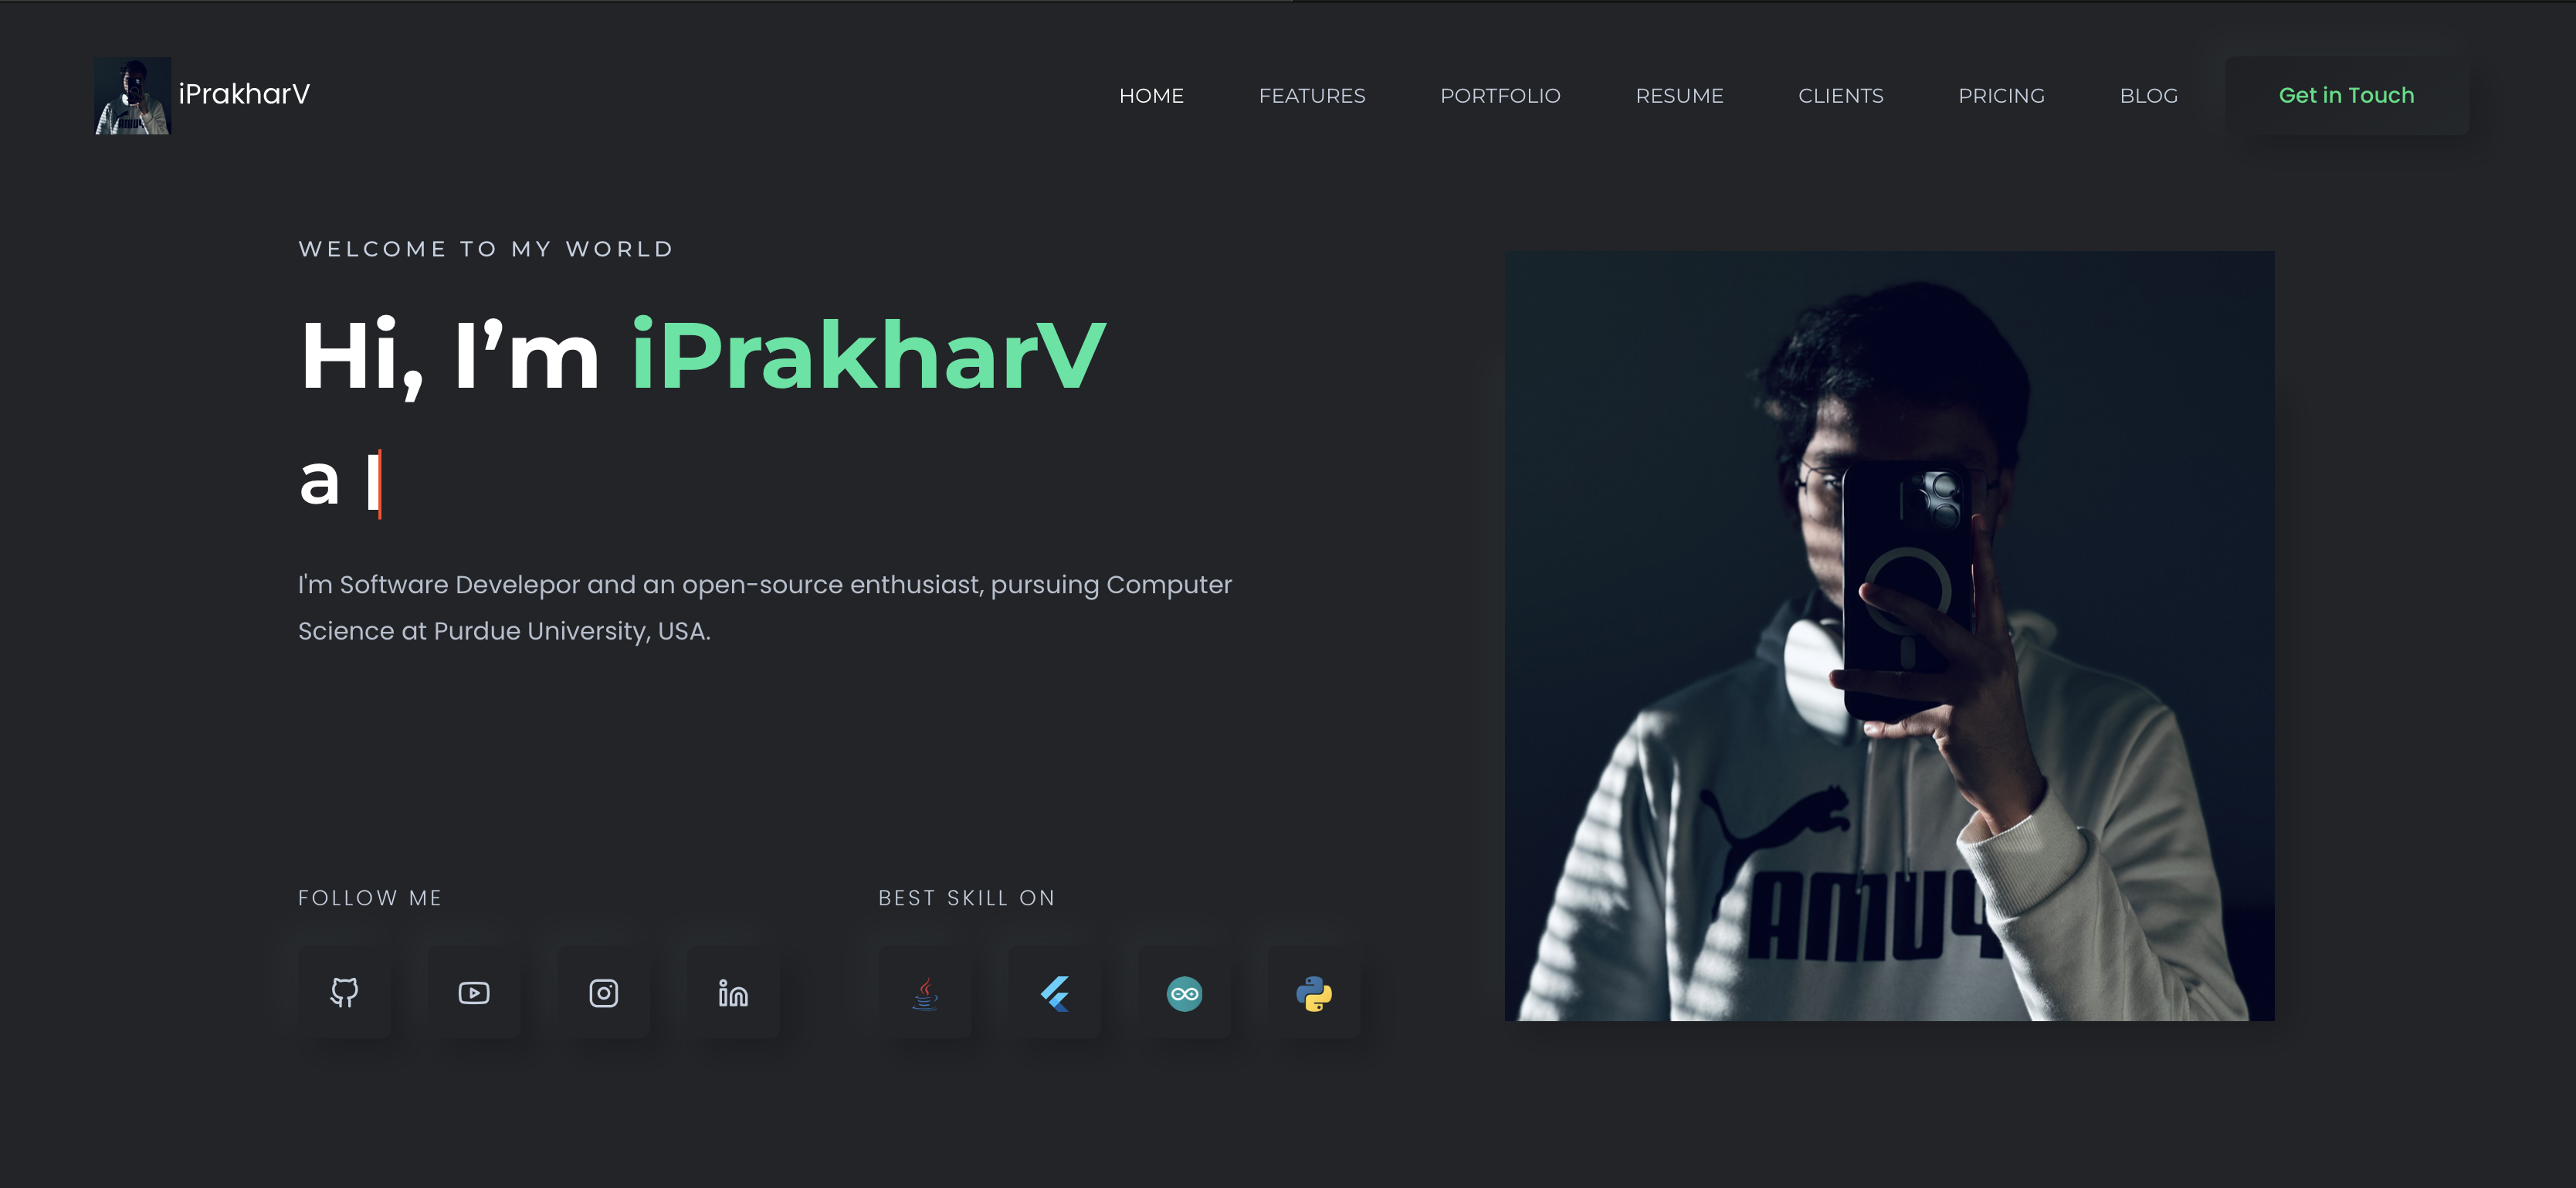 iPrakharV
HOME FEATURES PORTFOLIO RESUME CLIENTS PRICING BLOG Get in Touch
WELCOME TO MY WORLD
Hi, I’m iPrakharV
a
I'm Software Develepor and an open-source enthusiast, pursuing Computer
Science at Purdue University, USA.
FOLLOW ME
BEST SKILL ON